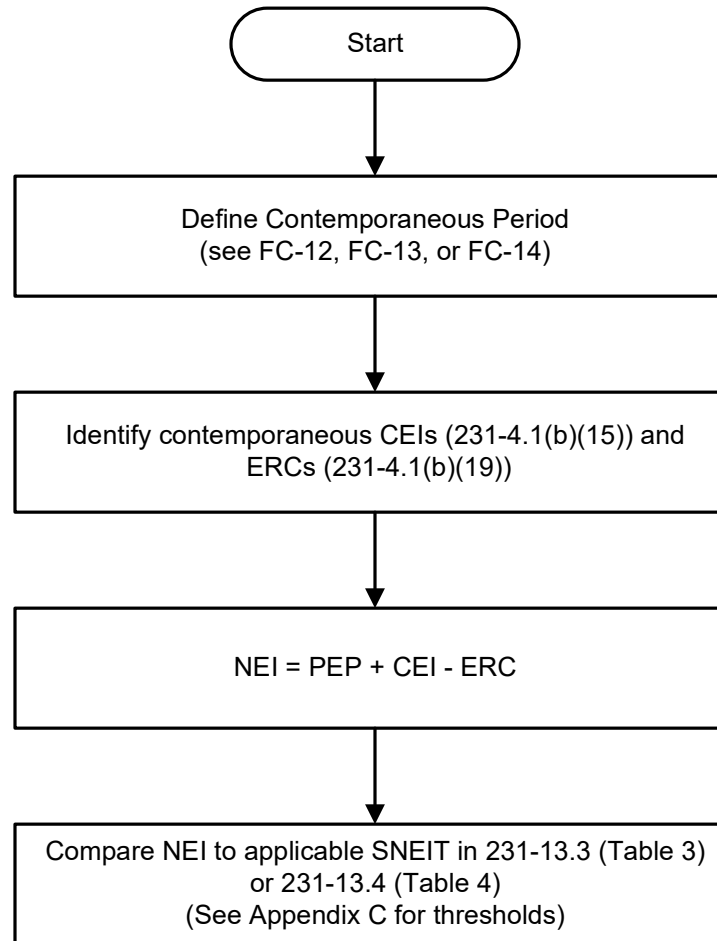 Start
Define Contemporaneous Period
(see FC-12, FC-13, or FC-14)
Identify contemporaneous CEIs (231-4.1(b)(15)) and
ERCs (231-4.1(b)(19))
NEI = PEP + CEI - ERC
Compare NEI to applicable SNEIT in 231-13.3 (Table 3)
or 231-13.4 (Table 4)
(See Appendix C for thresholds)